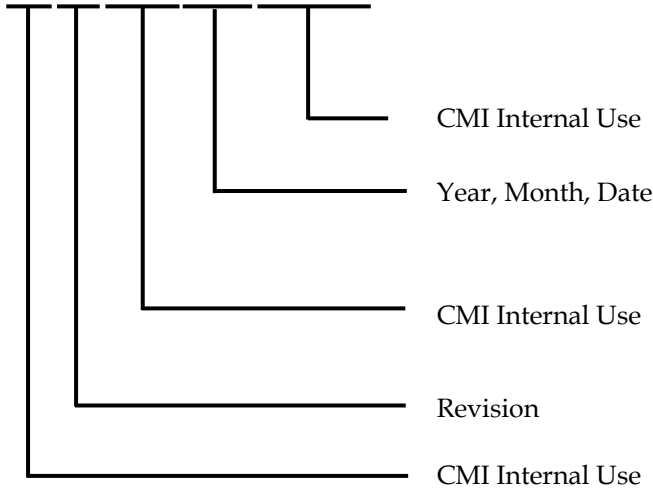 CMI Internal Use
Year, Month, Date
CMI Internal Use
Revision
CMI Internal Use